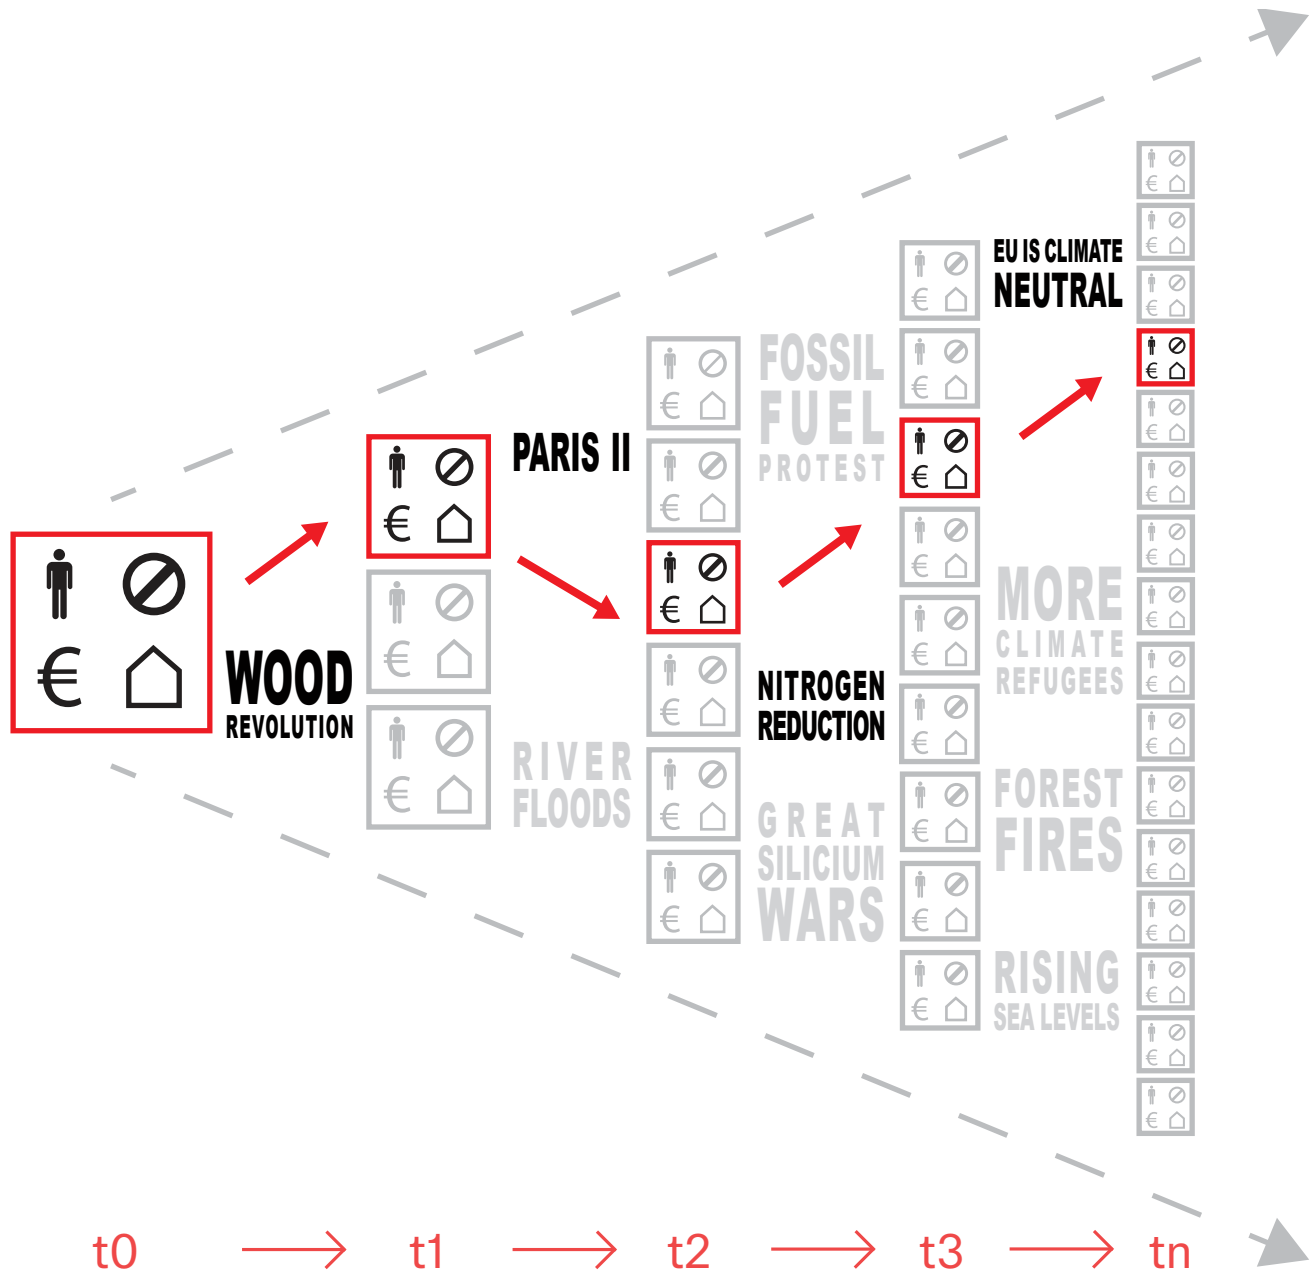 WOOD
REVOLUTION
PARIS II
RIVER
FLOODS
FOSSIL
FUEL
PROTEST
NITROGEN
REDUCTION
GREAT
SILICIUM
WARS
EU IS CLIMATE
NEUTRAL
MORE
CLIMATE
REFUGEES
FOREST
FIRES
RISING
SEA LEVELS
t0 → t1 → t2 → t3 → tn